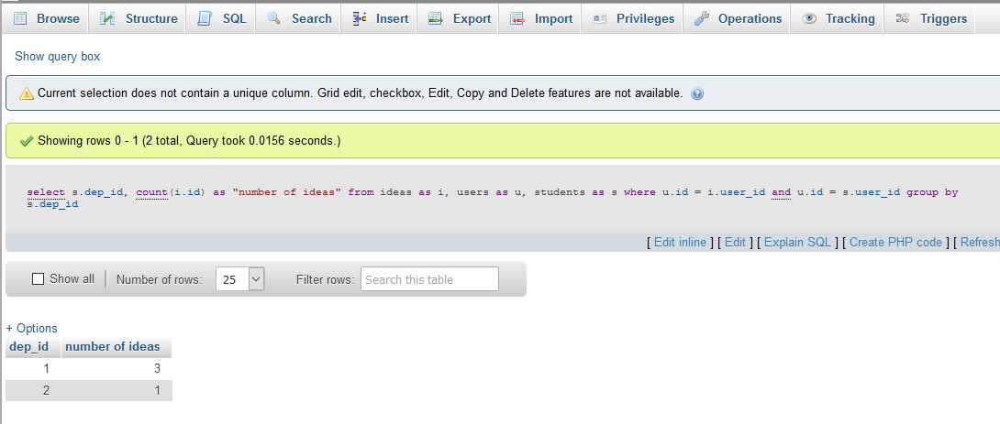 Browse Structure SQL Search Insert Export Import Privileges Operations Tracking Triggers
Show query box
Current selection does not contain a unique column. Grid edit, checkbox, Edit, Copy and Delete features are not available.
Showing rows 0 - 1 (2 total, Query took 0.0156 seconds.)
select s.dep_id, count(i.id) as "number of ideas" from ideas as i, users as u, students as s where u.id = i.user_id and u.id = s.user_id group by
s.dep_id
[ Edit inline ] [ Edit ] [ Explain SQL ] [ Create PHP code ] [ Refresh
Show all Number of rows: 25 Filter rows: Search this table
+ Options
dep_id number of ideas
1 3
2 1